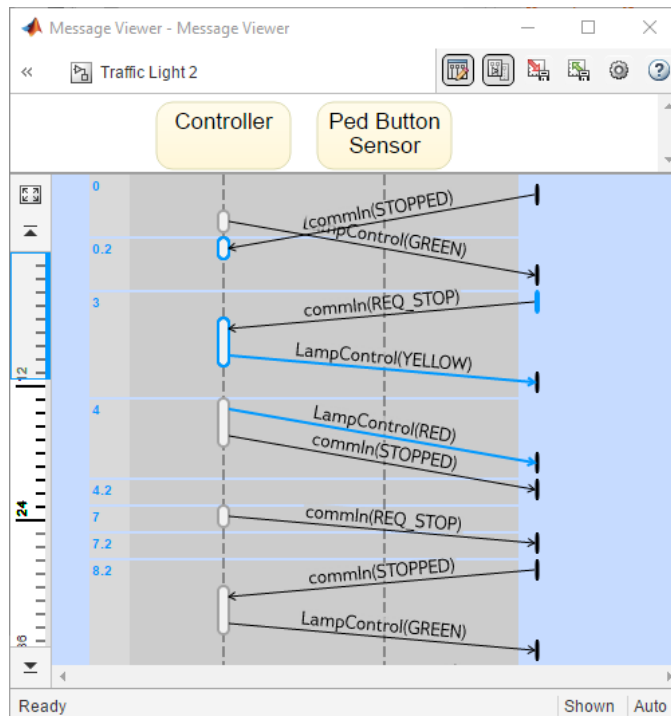 Message Viewer - Message Viewer
« Traffic Light 2
Controller
Ped Button
Sensor
0
commIn(STOPPED)
LampControl(GREEN)
0.2
3
commIn(REQ_STOP)
LampControl(YELLOW)
12
4
LampControl(RED)
commIn(STOPPED)
4.2
24
7
commIn(REQ_STOP)
7.2
8.2
commIn(STOPPED)
LampControl(GREEN)
36
Ready
Shown
Auto